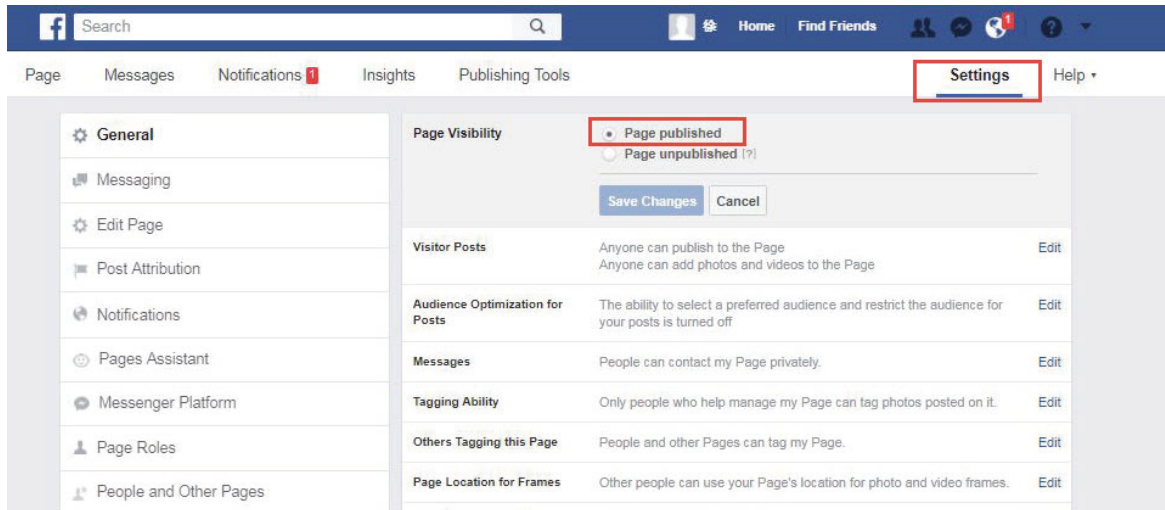 f Search 徐 Home Find Friends 1 ?
Page Messages Notifications 1 Insights Publishing Tools Settings Help
General
Messaging
Edit Page
Post Attribution
Notifications
Pages Assistant
Messenger Platform
Page Roles
People and Other Pages
Page Visibility Page published
Page unpublished [?]
Save Changes Cancel
Visitor Posts Anyone can publish to the Page Edit
Anyone can add photos and videos to the Page
Audience Optimization for The ability to select a preferred audience and restrict the audience for Edit
Posts your posts is turned off
Messages People can contact my Page privately. Edit
Tagging Ability Only people who help manage my Page can tag photos posted on it. Edit
Others Tagging this Page People and other Pages can tag my Page. Edit
Page Location for Frames Other people can use your Page's location for photo and video frames. Edit